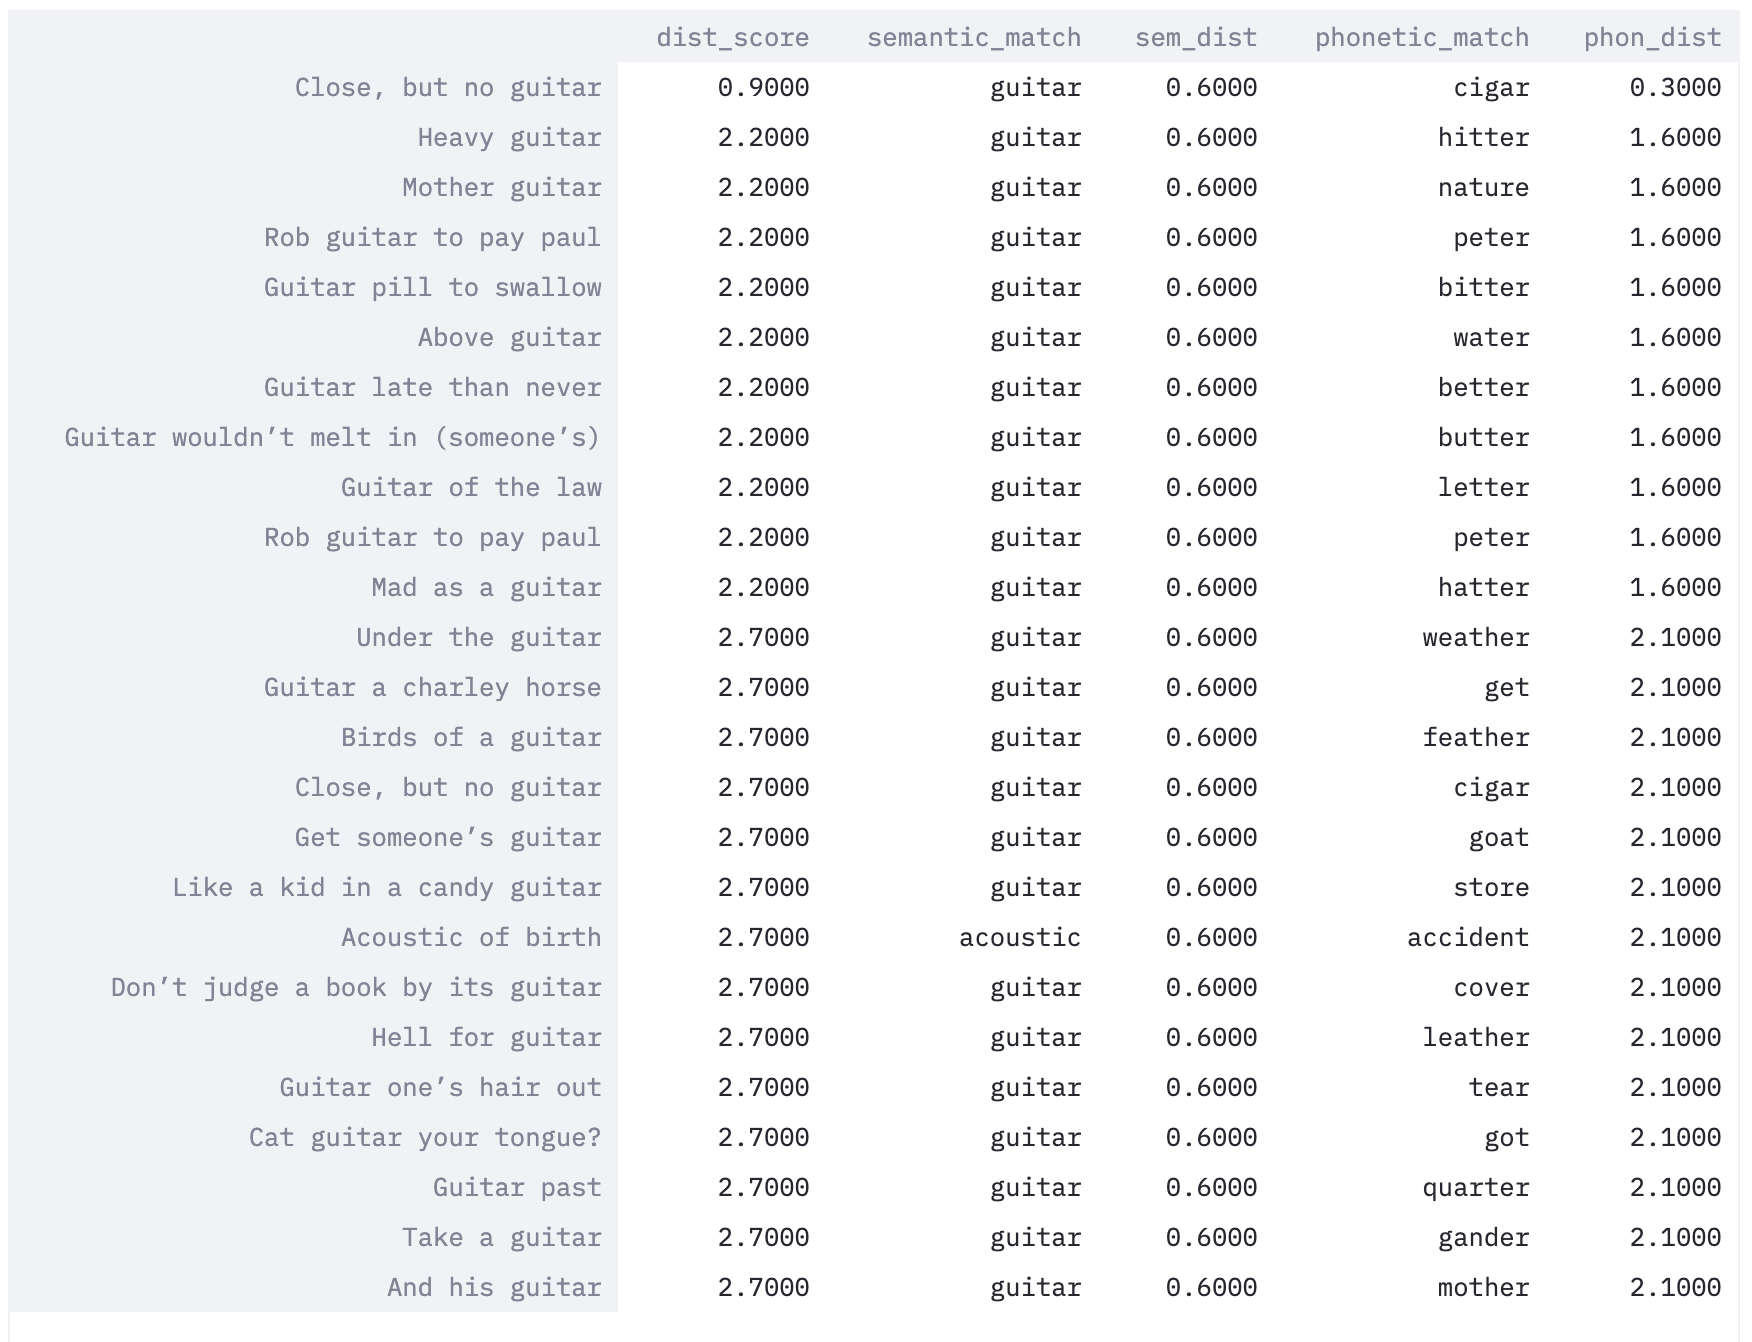 dist_score semantic_match sem_dist phonetic_match phon_dist
Close, but no guitar 0.9000 guitar 0.6000 cigar 0.3000
Heavy guitar 2.2000 guitar 0.6000 hitter 1.6000
Mother guitar 2.2000 guitar 0.6000 nature 1.6000
Rob guitar to pay paul 2.2000 guitar 0.6000 peter 1.6000
Guitar pill to swallow 2.2000 guitar 0.6000 bitter 1.6000
Above guitar 2.2000 guitar 0.6000 water 1.6000
Guitar late than never 2.2000 guitar 0.6000 better 1.6000
Guitar wouldn’t melt in (someone’s) 2.2000 guitar 0.6000 butter 1.6000
Guitar of the law 2.2000 guitar 0.6000 letter 1.6000
Rob guitar to pay paul 2.2000 guitar 0.6000 peter 1.6000
Mad as a guitar 2.2000 guitar 0.6000 hatter 1.6000
Under the guitar 2.7000 guitar 0.6000 weather 2.1000
Guitar a charley horse 2.7000 guitar 0.6000 get 2.1000
Birds of a guitar 2.7000 guitar 0.6000 feather 2.1000
Close, but no guitar 2.7000 guitar 0.6000 cigar 2.1000
Get someone’s guitar 2.7000 guitar 0.6000 goat 2.1000
Like a kid in a candy guitar 2.7000 guitar 0.6000 store 2.1000
Acoustic of birth 2.7000 acoustic 0.6000 accident 2.1000
Don’t judge a book by its guitar 2.7000 guitar 0.6000 cover 2.1000
Hell for guitar 2.7000 guitar 0.6000 leather 2.1000
Guitar one’s hair out 2.7000 guitar 0.6000 tear 2.1000
Cat guitar your tongue? 2.7000 guitar 0.6000 got 2.1000
Guitar past 2.7000 guitar 0.6000 quarter 2.1000
Take a guitar 2.7000 guitar 0.6000 gander 2.1000
And his guitar 2.7000 guitar 0.6000 mother 2.1000